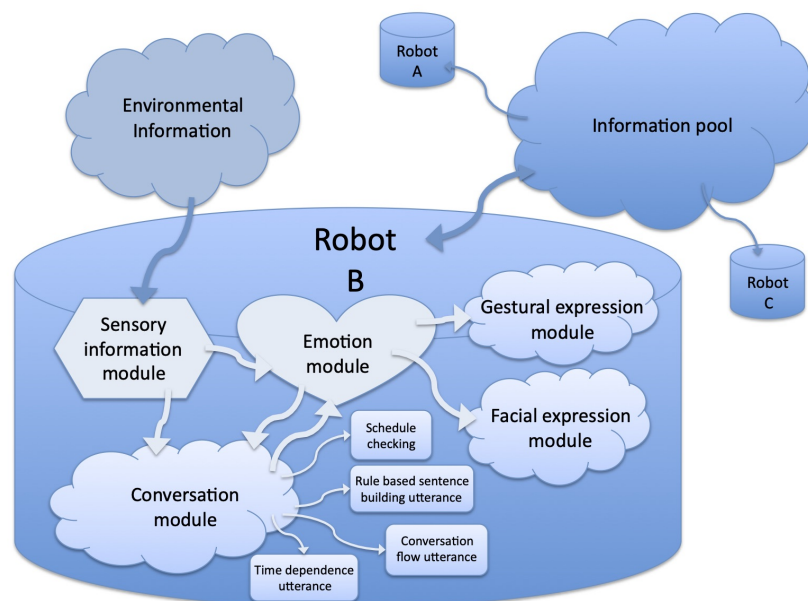 Robot
A
Environmental
Information
Information pool
Robot
B
Robot
C
Sensory
information
module
Emotion
module
Gestural expression
module
Facial expression
module
Schedule
checking
Conversation
module
Rule based sentence
building utterance
Conversation
flow utterance
Time dependence
utterance